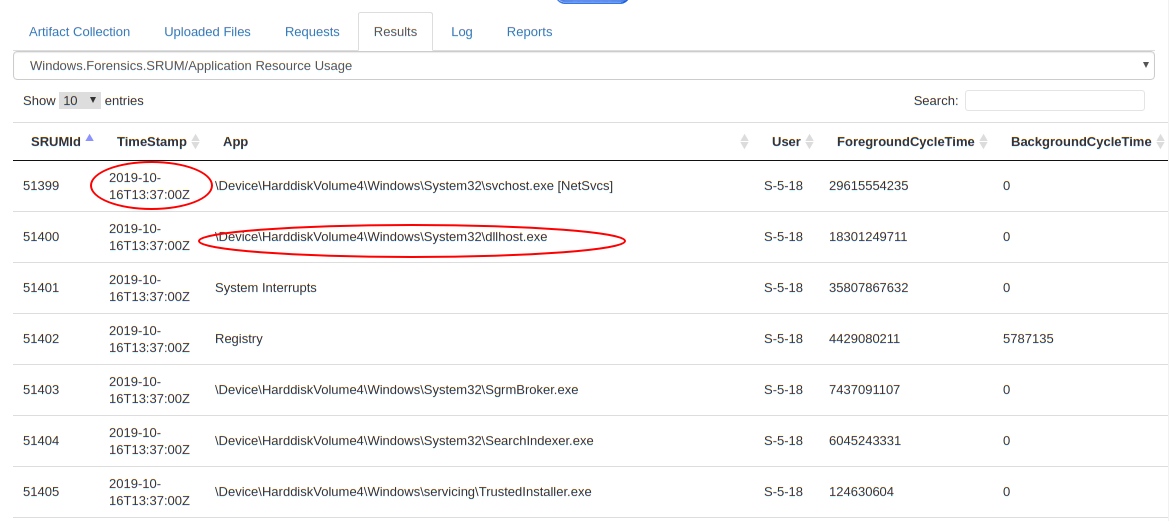 Artifact Collection Uploaded Files Requests Results Log Reports
Windows.Forensics.SRUM/Application Resource Usage
Show 10 entries Search:
SRUMId TimeStamp App User ForegroundCycleTime BackgroundCycleTime
51399 2019-10-16T13:37:00Z \Device\HarddiskVolume4\Windows\System32\svchost.exe [NetSvcs] S-5-18 29615554235 0
51400 2019-10-16T13:37:00Z \Device\HarddiskVolume4\Windows\System32\dllhost.exe S-5-18 18301249711 0
51401 2019-10-16T13:37:00Z System Interrupts S-5-18 35807867632 0
51402 2019-10-16T13:37:00Z Registry S-5-18 4429080211 5787135
51403 2019-10-16T13:37:00Z \Device\HarddiskVolume4\Windows\System32\SgrmBroker.exe S-5-18 7437091107 0
51404 2019-10-16T13:37:00Z \Device\HarddiskVolume4\Windows\System32\SearchIndexer.exe S-5-18 6045243331 0
51405 2019-10-16T13:37:00Z \Device\HarddiskVolume4\Windows\servicing\TrustedInstaller.exe S-5-18 124630604 0